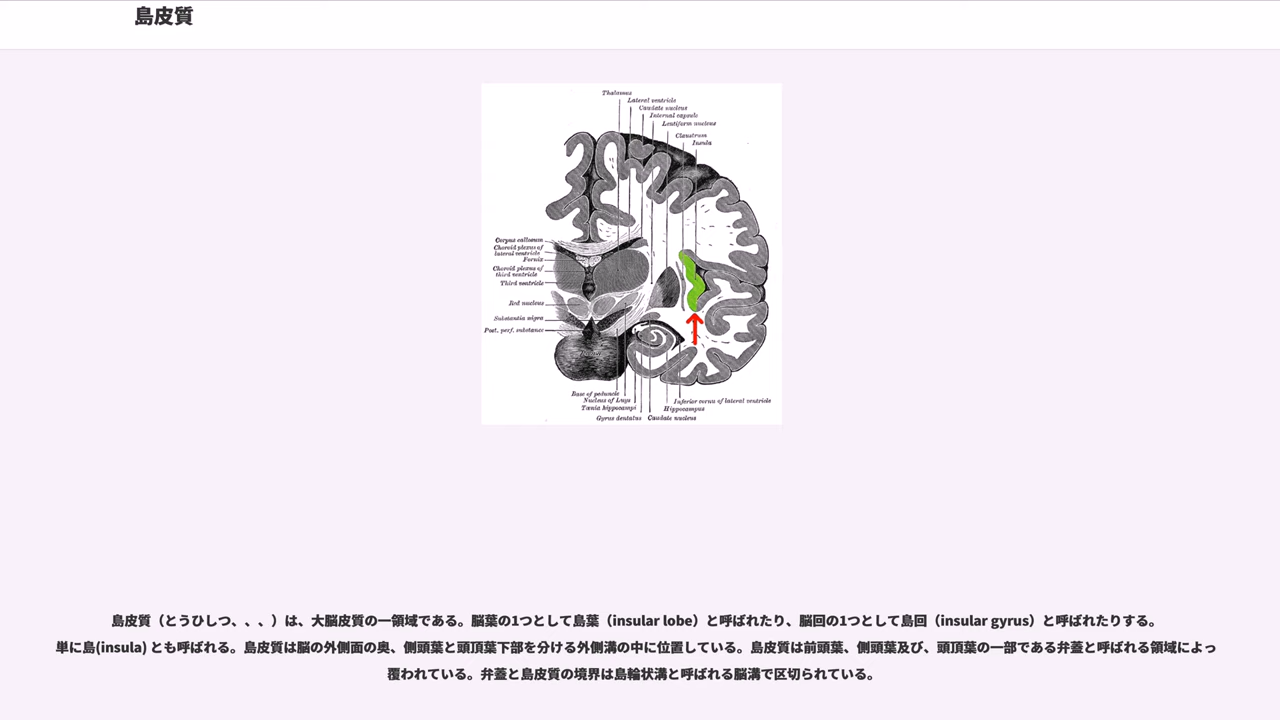 島皮質
Thalamus
Lateral ventricle
Caudate nucleus
Internal capsule
Lentiform nucleus
Claustrum
Insula
Corpus callosum
Choroid plexus of
lateral ventricle
Fornix
Choroid plexus of
third ventricle
Third ventricle
Red nucleus
Substantia nigra
Post. perf. substance
Base of peduncle
Nucleus of Luys
Tænia hippocampi
Gyrus dentatus
Caudate nucleus
Hippocampus
Inferior cornu of lateral ventricle
島皮質（とうひしつ、、、）は、大脳皮質の一領域である。脳葉の1つとして島葉（insular lobe）と呼ばれたり、脳回の1つとして島回（insular gyrus）と呼ばれたりする。
単に島(insula) とも呼ばれる。島皮質は脳の外側面の奥、側頭葉と頭頂葉下部を分ける外側溝の中に位置している。島皮質は前頭葉、側頭葉及び、頭頂葉の一部である弁蓋と呼ばれる領域によっ
覆われている。弁蓋と島皮質の境界は島輪状溝と呼ばれる脳溝で区切られている。